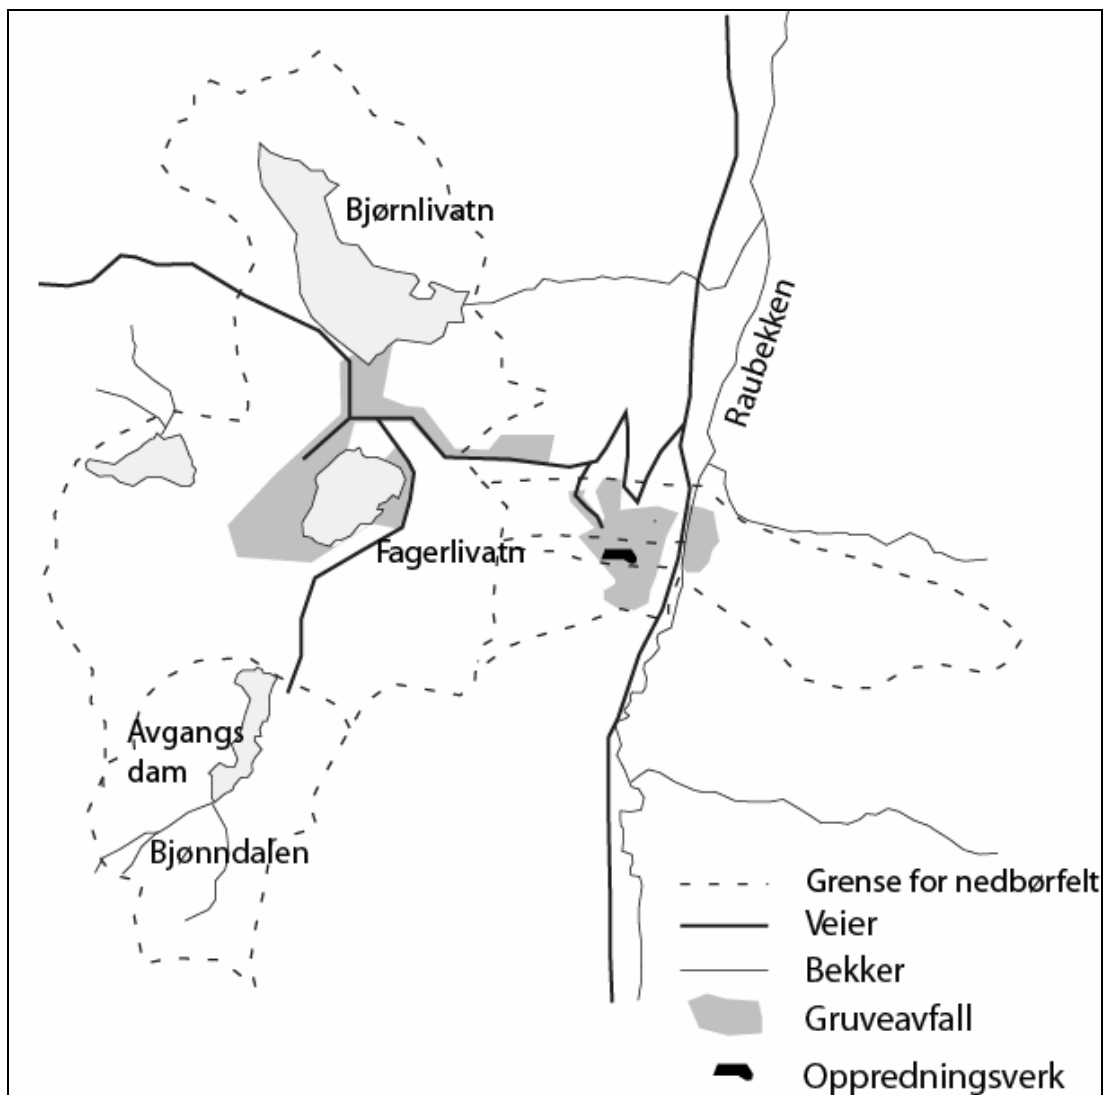 Bjørnlivatn
Raubekken
Fagerlivatn
Avgangs
dam
Bjønndalen
Grense for nedbørfelt
Veier
Bekker
Gruveavfall
Oppredningsverk